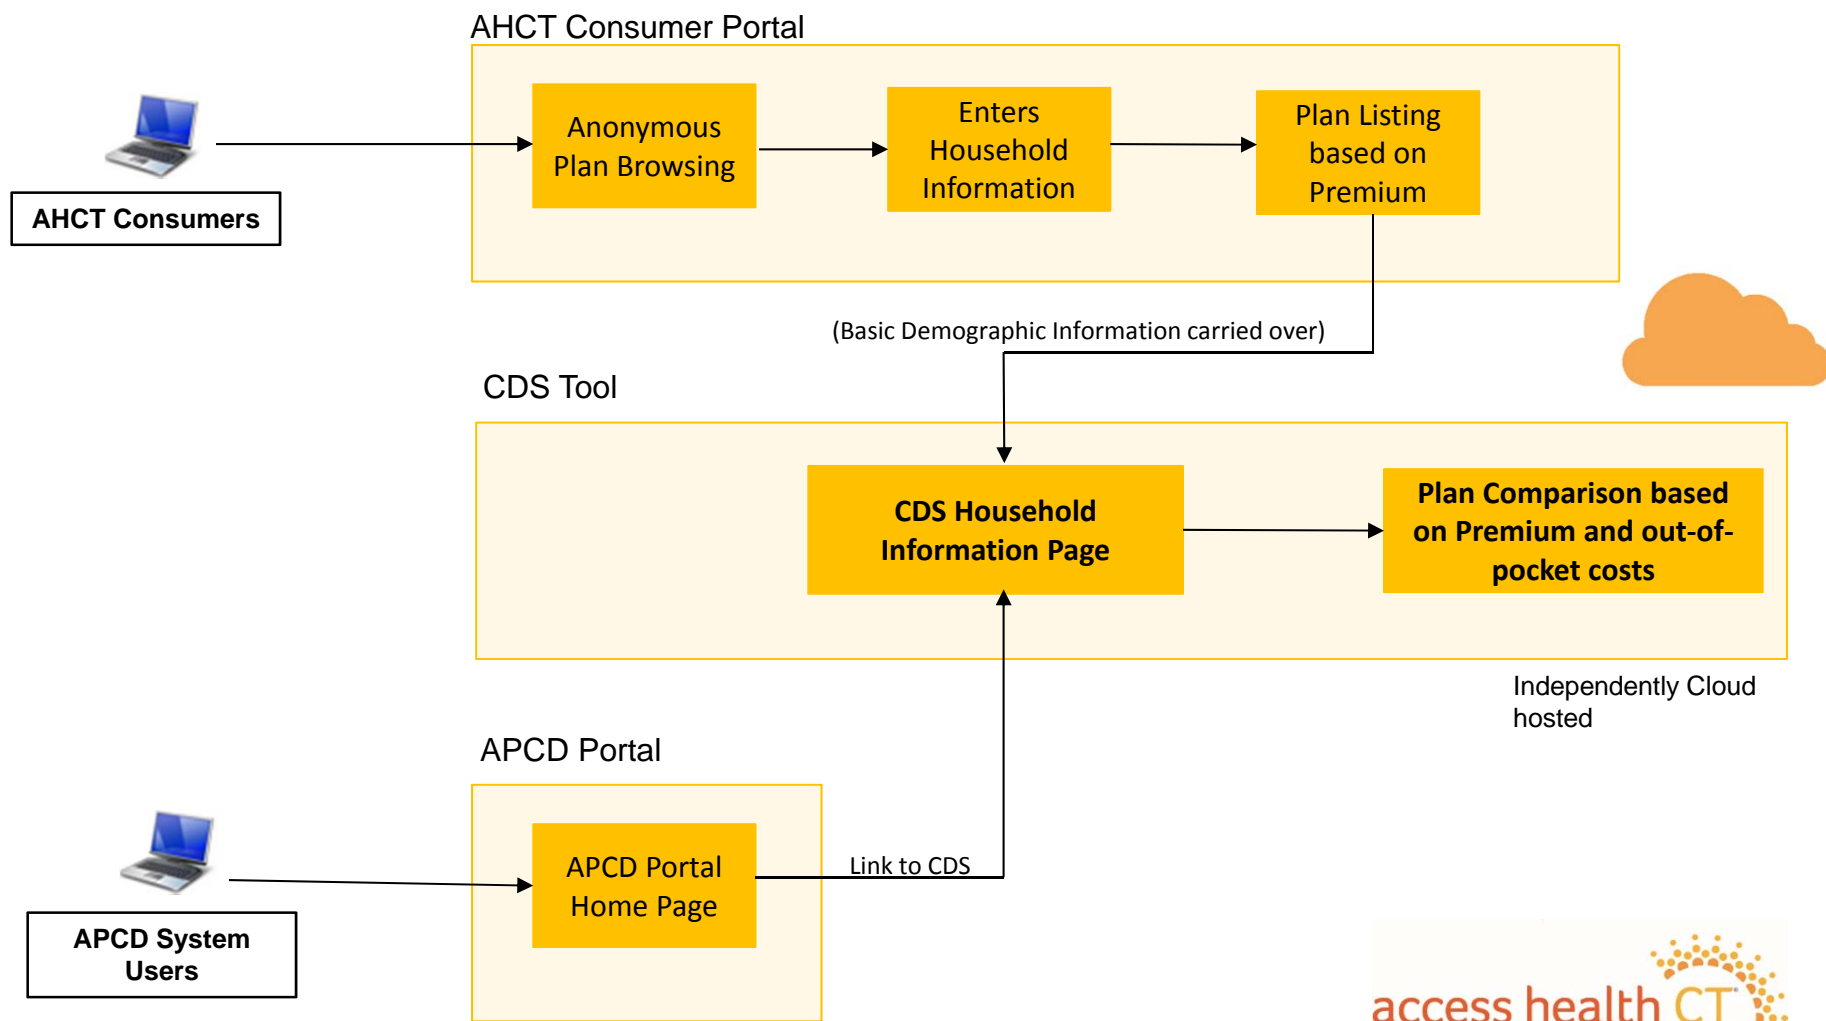 AHCT Consumer Portal
Anonymous
Plan Browsing
Enters
Household
Information
Plan Listing
based on
Premium
AHCT Consumers
(Basic Demographic Information carried over)
CDS Tool
CDS Household
Information Page
Plan Comparison based
on Premium and out-of-
pocket costs
Independently Cloud
hosted
APCD Portal
APCD Portal
Home Page
Link to CDS
APCD System
Users
access health CT